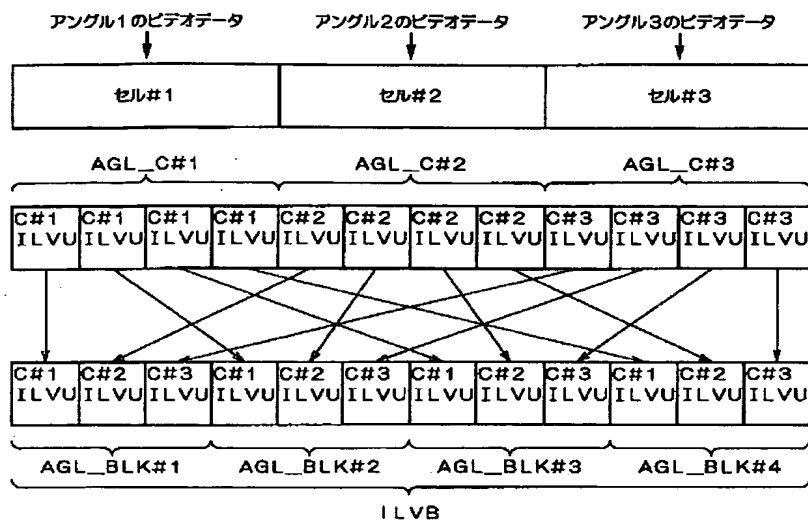 アングル1のビデオデータ アングル2のビデオデータ アングル3のビデオデータ
セル#1 セル#2 セル#3
AGL_C#1 AGL_C#2 AGL_C#3
C#1 C#1 C#1 C#1 C#2 C#2 C#2 C#2 C#3 C#3 C#3 C#3
ILVU ILVU ILVU ILVU ILVU ILVU ILVU ILVU ILVU ILVU ILVU ILVU
C#1 C#2 C#3 C#1 C#2 C#3 C#1 C#2 C#3 C#1 C#2 C#3
ILVU ILVU ILVU ILVU ILVU ILVU ILVU ILVU ILVU ILVU ILVU ILVU
AGL_BLK#1 AGL_BLK#2 AGL_BLK#3 AGL_BLK#4
ILVB